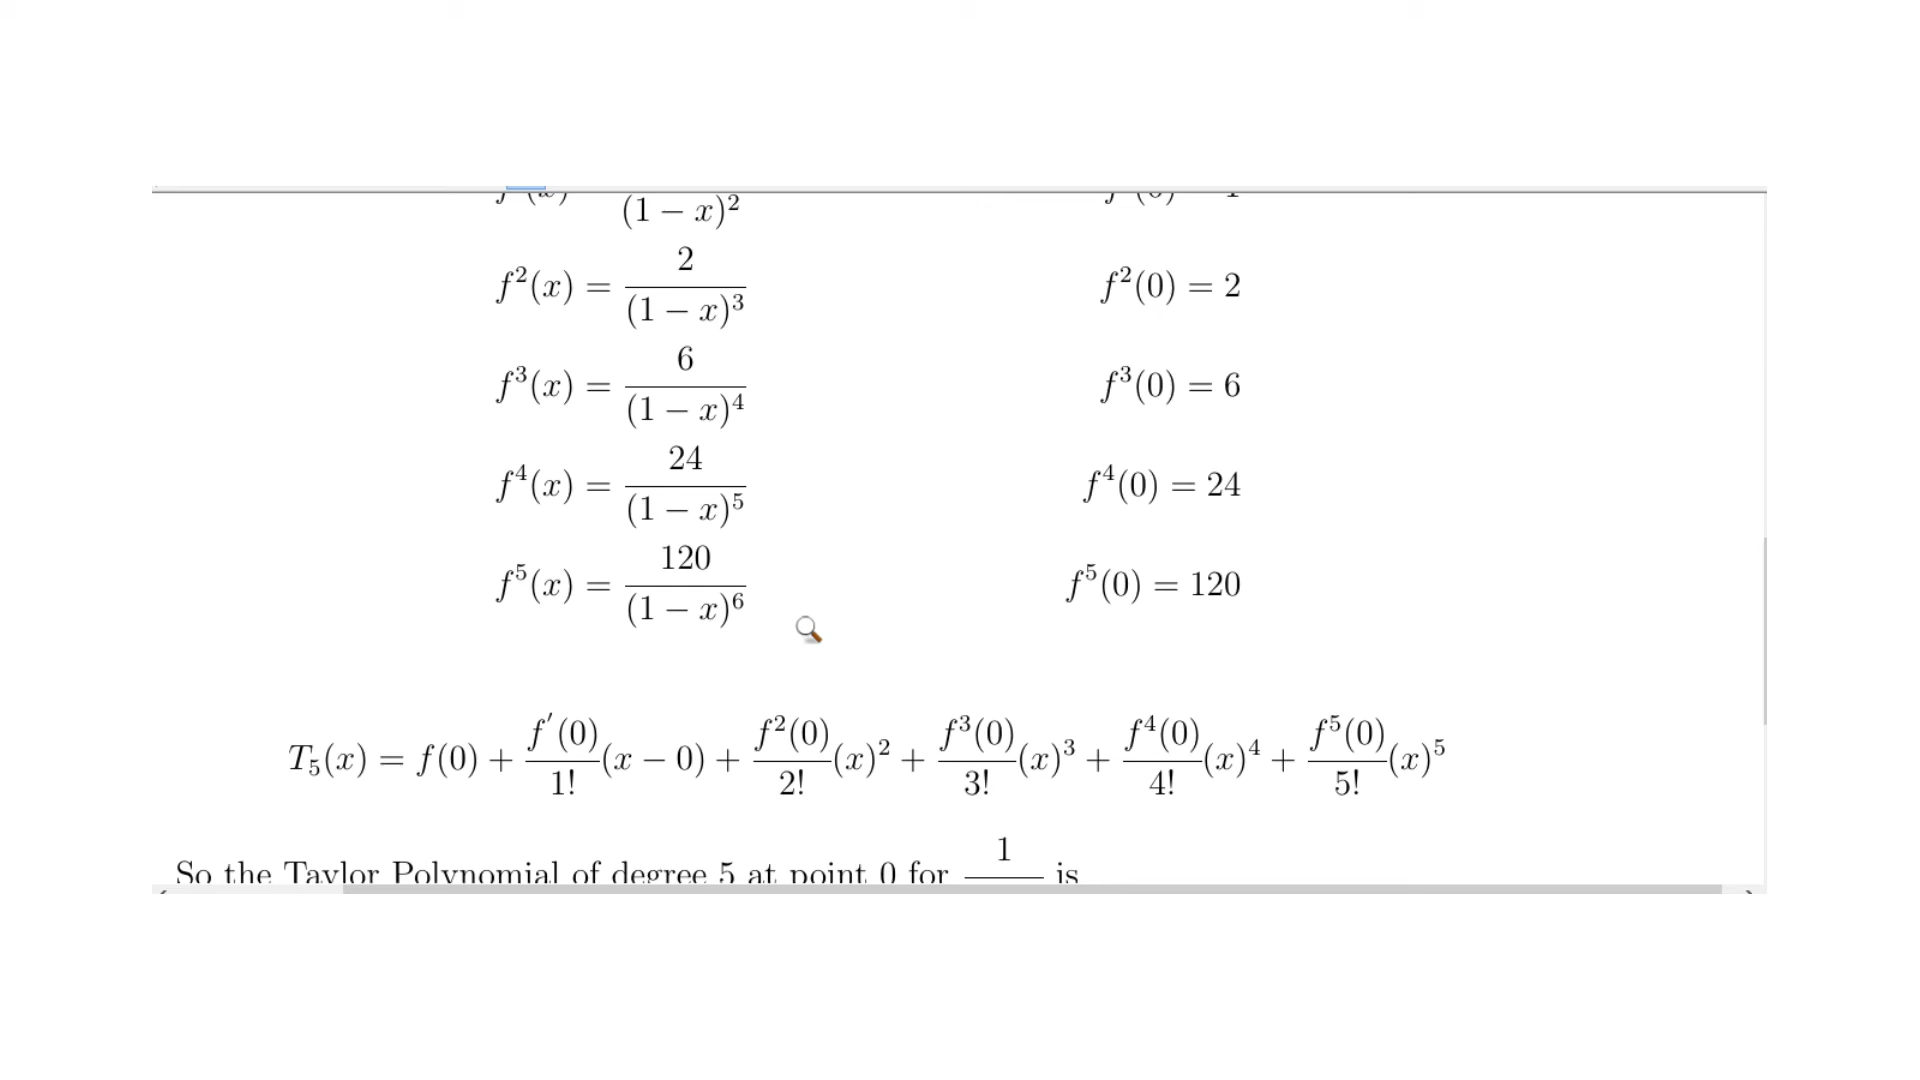 (1 − x)²
f²(x) = 2/(1 − x)³    f²(0) = 2
f³(x) = 6/(1 − x)⁴    f³(0) = 6
f⁴(x) = 24/(1 − x)⁵    f⁴(0) = 24
f⁵(x) = 120/(1 − x)⁶    f⁵(0) = 120
T₅(x) = f(0) + f′(0)/1! (x − 0) + f²(0)/2! (x)² + f³(0)/3! (x)³ + f⁴(0)/4! (x)⁴ + f⁵(0)/5! (x)⁵
So the Taylor Polynomial of degree 5 at point 0 for 1/ is